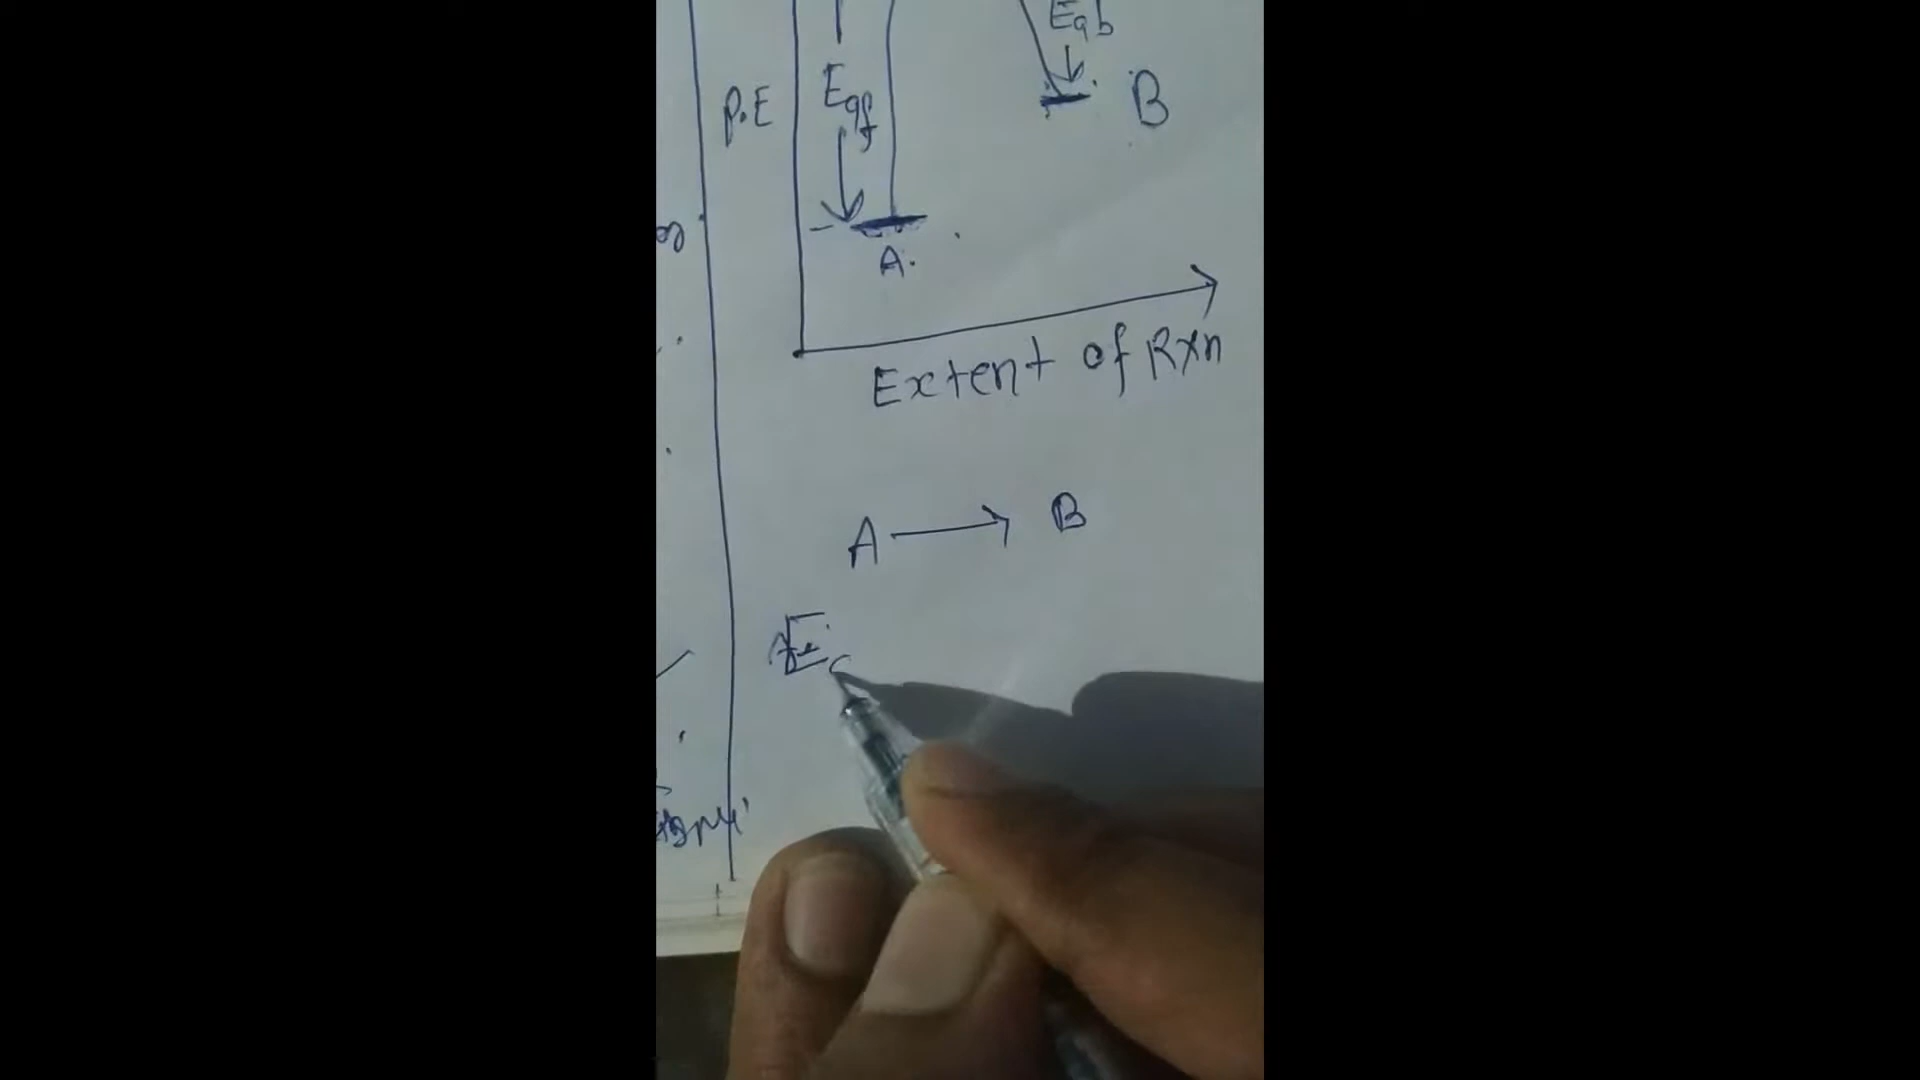 Eab
P.E
Eaf
B
A.
Extent of Rxn
A → B